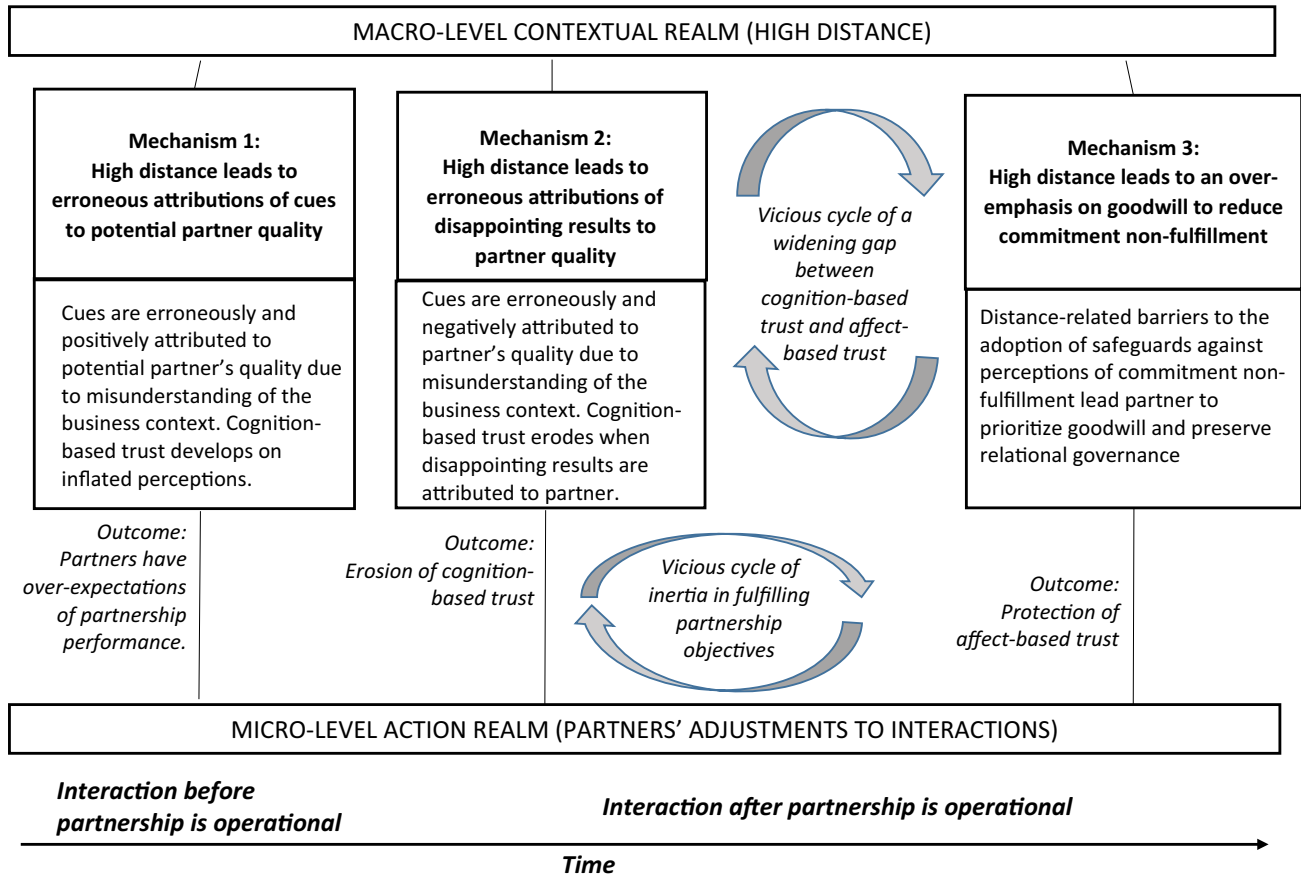 MACRO-LEVEL CONTEXTUAL REALM (HIGH DISTANCE)
Mechanism 1:
High distance leads to
erroneous attributions of cues
to potential partner quality
Cues are erroneously and
positively attributed to
potential partner's quality due
to misunderstanding of the
business context. Cognition-
based trust develops on
inflated perceptions.
Outcome:
Partners have
over-expectations
of partnership
performance.
Mechanism 2:
High distance leads to
erroneous attributions of
disappointing results to
partner quality
Cues are erroneously and
negatively attributed to
partner's quality due to
misunderstanding of the
business context. Cognition-
based trust erodes when
disappointing results are
attributed to partner.
Outcome:
Erosion of cognition-
based trust
Vicious cycle of a
widening gap
between
cognition-based
trust and affect-
based trust
Vicious cycle of
inertia in fulfilling
partnership
objectives
Mechanism 3:
High distance leads to an over-
emphasis on goodwill to reduce
commitment non-fulfillment
Distance-related barriers to the
adoption of safeguards against
perceptions of commitment non-
fulfillment lead partner to
prioritize goodwill and preserve
relational governance
Outcome:
Protection of
affect-based trust
MICRO-LEVEL ACTION REALM (PARTNERS' ADJUSTMENTS TO INTERACTIONS)
Interaction before
partnership is operational
Interaction after partnership is operational
Time